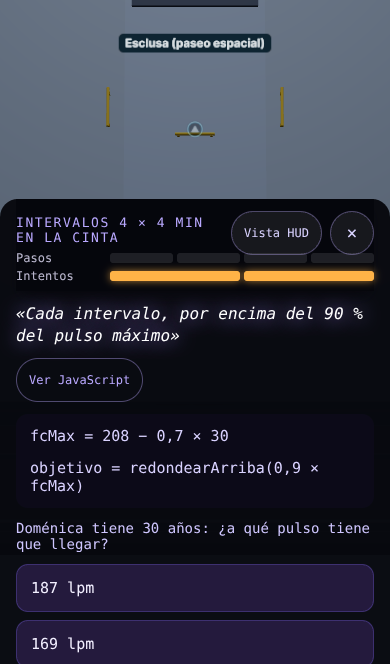 Esclusa (paseo espacial)
INTERVALOS 4 × 4 MIN
EN LA CINTA
Vista HUD
×
Pasos
Intentos
«Cada intervalo, por encima del 90 %
del pulso máximo»
Ver JavaScript
fcMax = 208 − 0,7 × 30
objetivo = redondearArriba(0,9 ×
fcMax)
Doménica tiene 30 años: ¿a qué pulso tiene
que llegar?
187 lpm
169 lpm